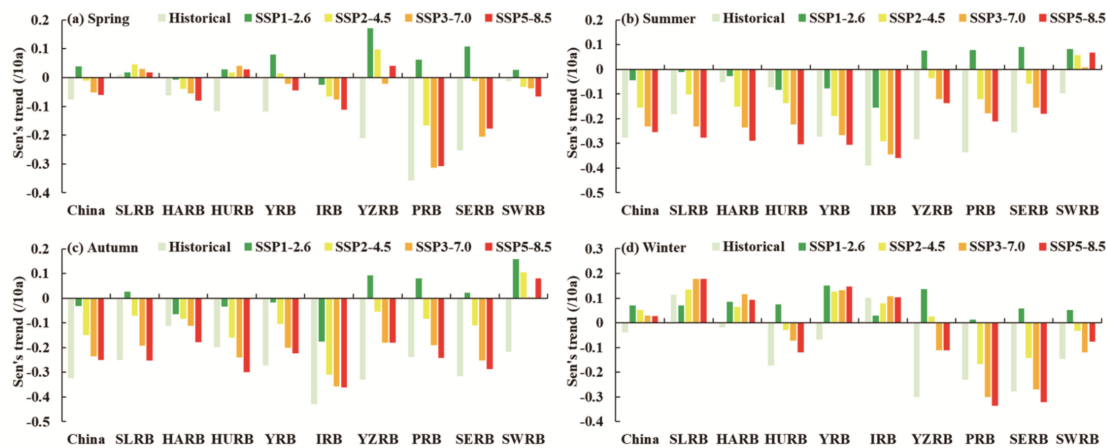 (a) Spring Historical SSP1-2.6 SSP2-4.5 SSP3-7.0 SSP5-8.5
Sen's trend (/10a)
0.2
0.1
0
-0.1
-0.2
-0.3
-0.4
China SLRB HARB HURB YRB IRB YZRB PRB SERB SWRB
(b) Summer Historical SSP1-2.6 SSP2-4.5 SSP3-7.0 SSP5-8.5
Sen's trend (/10a)
0.2
0.1
0
-0.1
-0.2
-0.3
-0.4
-0.5
China SLRB HARB HURB YRB IRB YZRB PRB SERB SWRB
(c) Autumn Historical SSP1-2.6 SSP2-4.5 SSP3-7.0 SSP5-8.5
Sen's trend (/10a)
0.2
0.1
0
-0.1
-0.2
-0.3
-0.4
-0.5
China SLRB HARB HURB YRB IRB YZRB PRB SERB SWRB
(d) Winter Historical SSP1-2.6 SSP2-4.5 SSP3-7.0 SSP5-8.5
Sen's trend (/10a)
0.3
0.2
0.1
0
-0.1
-0.2
-0.3
-0.4
China SLRB HARB HURB YRB IRB YZRB PRB SERB SWRB